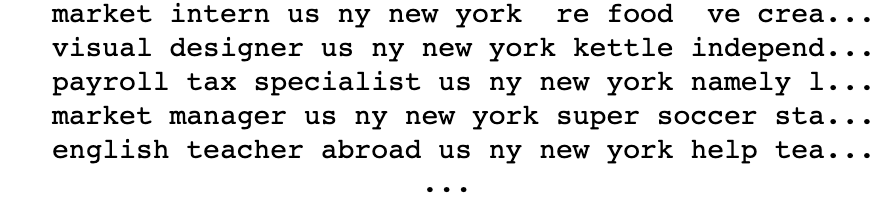 market intern us ny new york  re food  ve crea...
visual designer us ny new york kettle independ...
payroll tax specialist us ny new york namely l...
market manager us ny new york super soccer sta...
english teacher abroad us ny new york help tea...
...